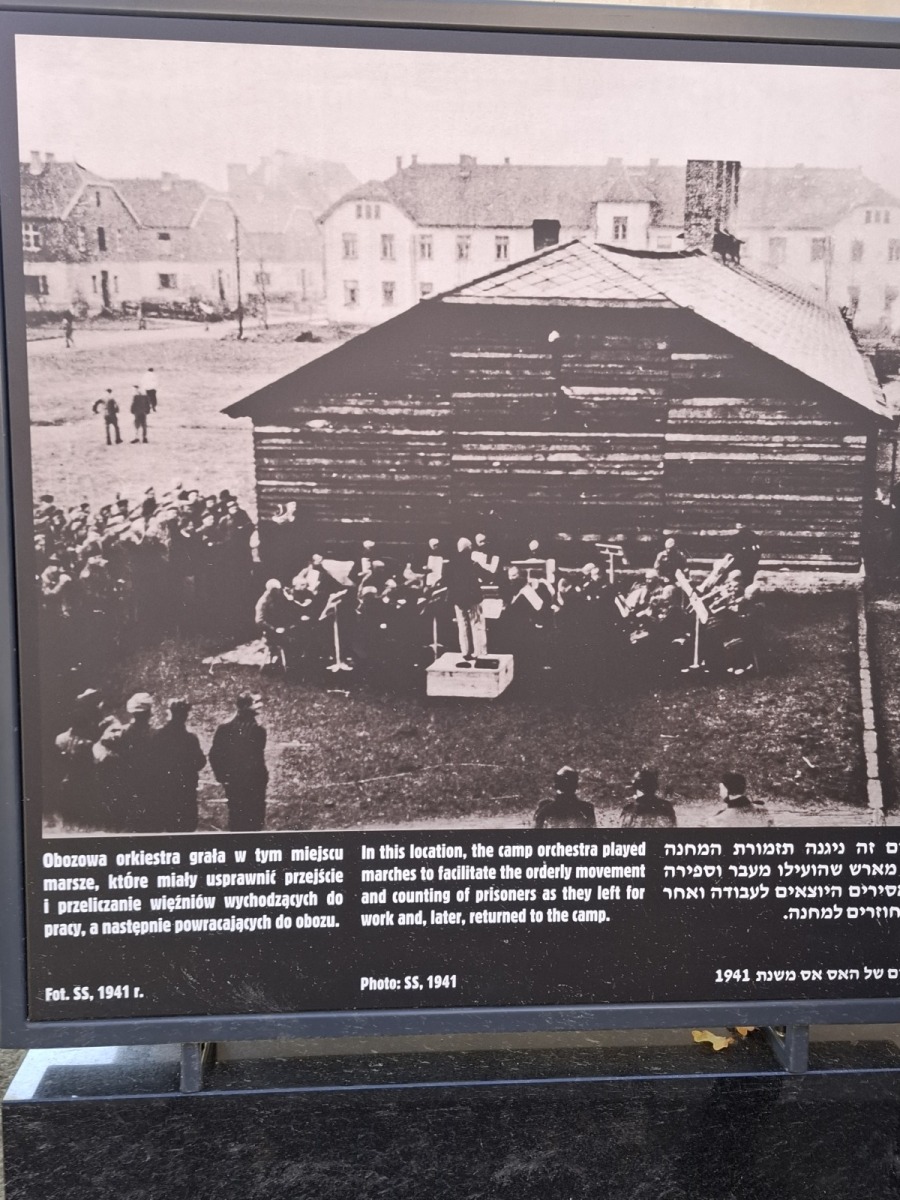 Obozowa orkiestra grała w tym miejscu
marsze, które miały usprawnić przejście
i przeliczanie więźniów wychodzących do
pracy, a następnie powracających do obozu.
Fot. SS, 1941 r.
In this location, the camp orchestra played
marches to facilitate the orderly movement
and counting of prisoners as they left for
work and, later, returned to the camp.
Photo: SS, 1941
זה ניגנה תזמורת המחנה
מארש שהועילו מעבר וספירה
היוצאים לעבודה ואחר
חוזרים למחנה.
של האס אס משנת 1941